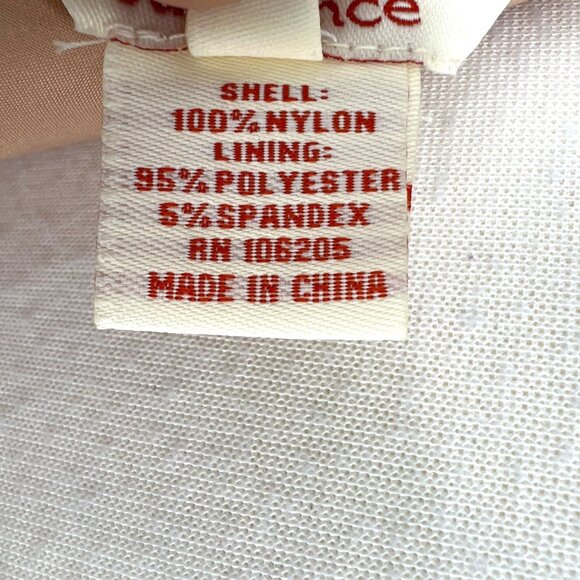 SHELL:
100% NYLON
LINING:
95% POLYESTER
5% SPANDEX
RN 106205
MADE IN CHINA